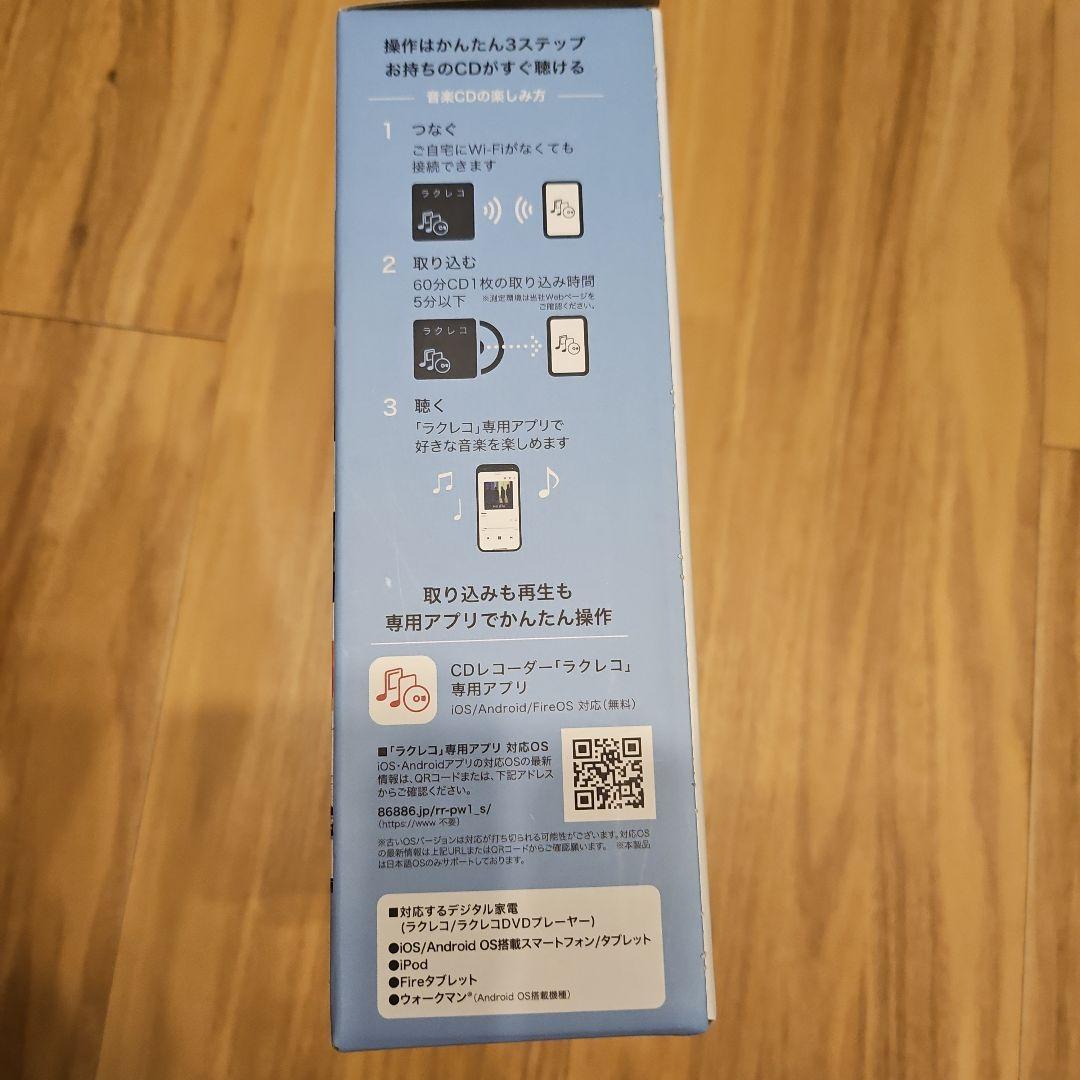 操作はかんたん3ステップ
お持ちのCDがすぐ聴ける
音楽CDの楽しみ方
1 つなぐ
ご自宅にWi-Fiがなくても
接続できます
ラクレコ
2 取り込む
60分CD1枚の取り込み時間
5分以下 ※測定環境は当社Webページを
ご確認ください。
ラクレコ
3 聴く
「ラクレコ」専用アプリで
好きな音楽を楽しめます
取り込みも再生も
専用アプリでかんたん操作
CDレコーダー「ラクレコ」
専用アプリ
iOS/Android/FireOS 対応(無料)
■「ラクレコ」専用アプリ 対応OS
iOS・Androidアプリの対応OSの最新
情報は、QRコードまたは、下記アドレス
からご確認ください。
86886.jp/rr-pw1_s/
(https://www 不要)
※古いOSバージョンは対応が打ち切られる可能性がございます。対応OS
の最新情報は上記URLまたはQRコードからご確認願います。 ※本製品
は日本語OSのみサポートしております。
■対応するデジタル家電
(ラクレコ/ラクレコDVDプレーヤー)
●iOS/Android OS搭載スマートフォン/タブレット
●iPod
●Fireタブレット
●ウォークマン®(Android OS搭載機種)